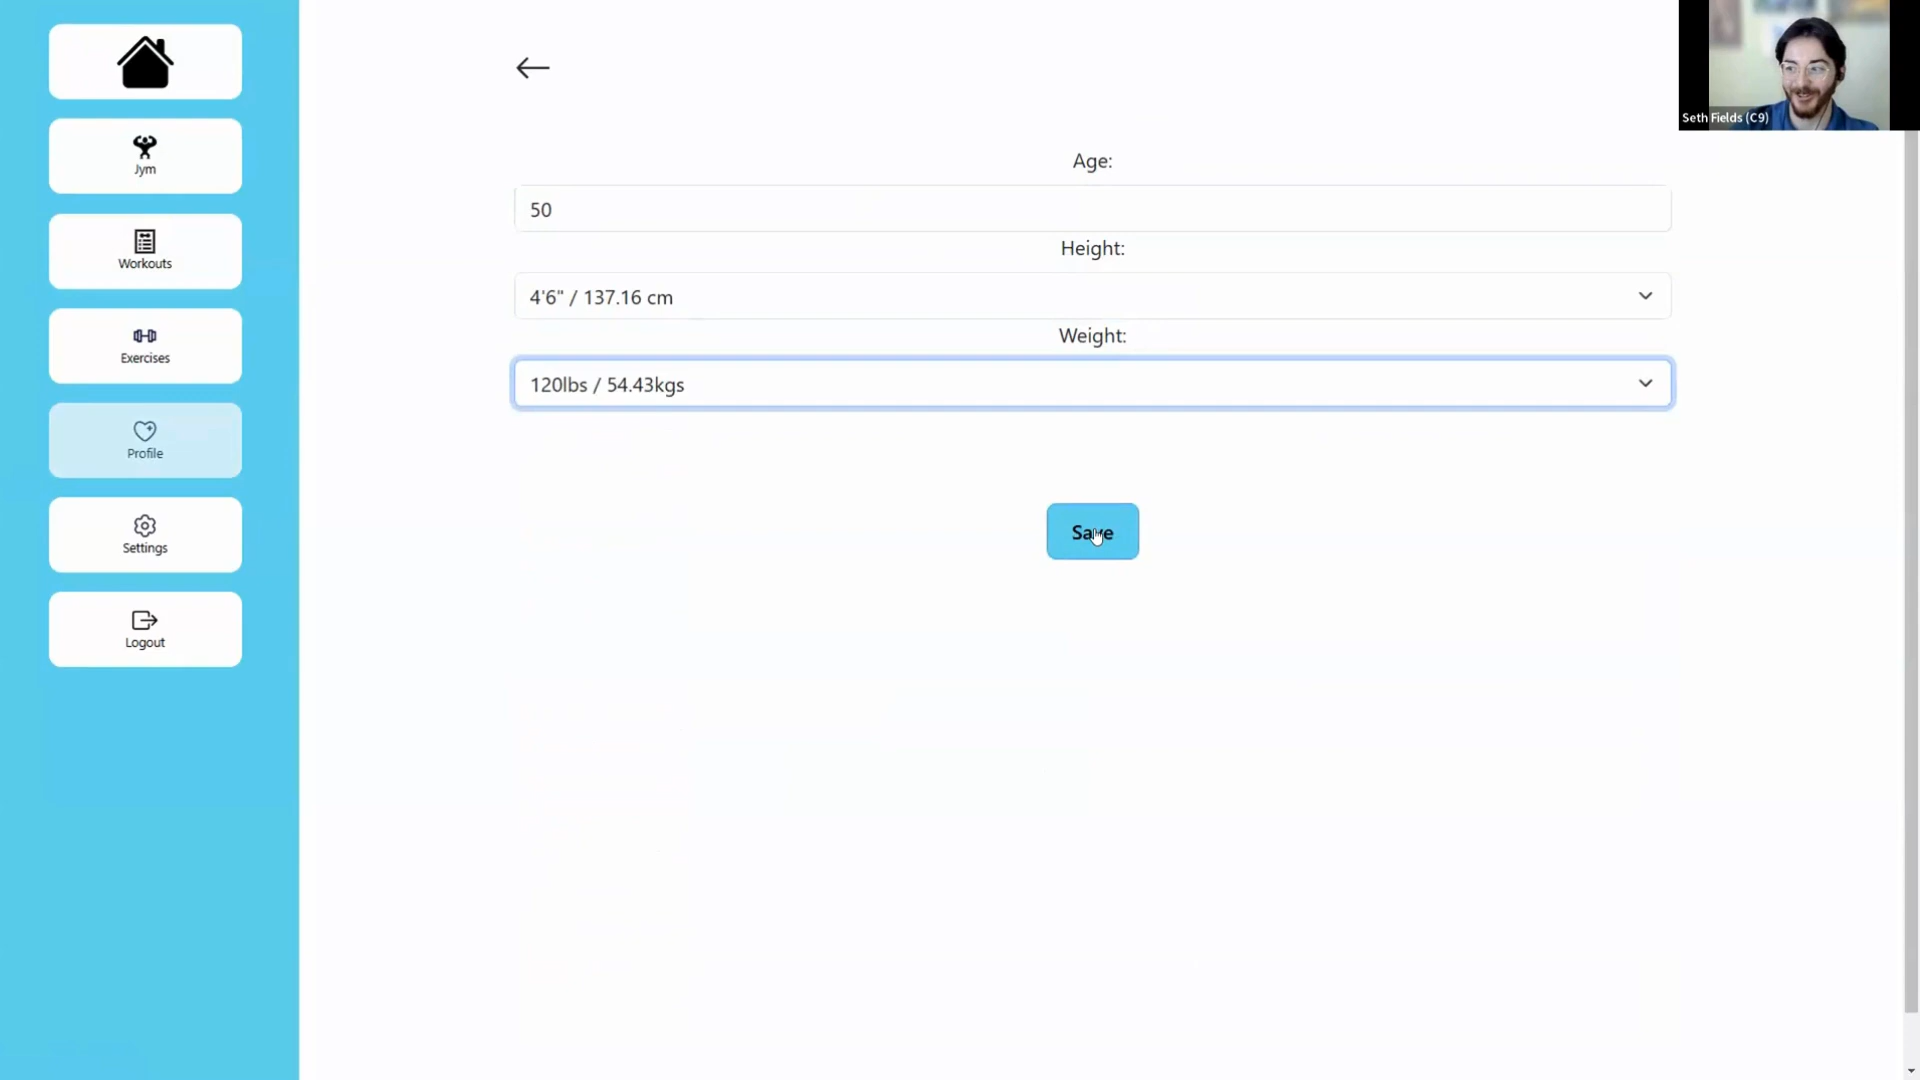 Seth Fields (C9)
Jym
Workouts
Exercises
Profile
Settings
Logout
Age:
50
Height:
4'6" / 137.16 cm
Weight:
120lbs / 54.43kgs
Save